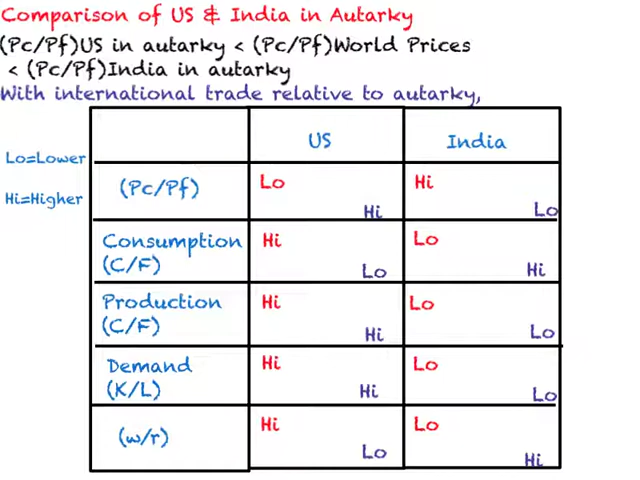 Comparison of US & India in Autarky
(Pc/Pf)US in autarky < (Pc/Pf)World Prices
< (Pc/Pf)India in autarky
With international trade relative to autarky,
Lo=Lower
Hi=Higher
US India
(Pc/Pf) Lo Hi Hi Lo
Consumption (C/F) Hi Lo Lo Hi
Production (C/F) Hi Hi Lo Lo
Demand (K/L) Hi Hi Lo Lo
(w/r) Hi Lo Lo Hi